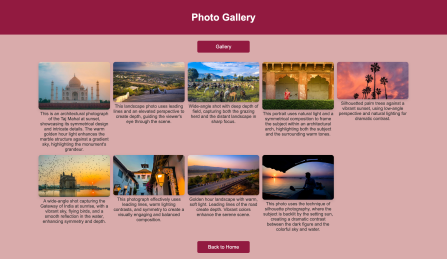 Photo Gallery
Gallery
This is an architectural photograph
of the Taj Mahal at sunset,
showcasing its symmetrical design
and intricate details. The warm
golden hour light enhances the
marble structure against a gradient
sky, highlighting the monument's
grandeur.
This landscape photo uses leading
lines and an elevated perspective to
create depth, guiding the viewer's
eye through the scene.
Wide-angle shot with deep depth of
field, capturing both the grazing
herd and the distant landscape in
sharp focus.
This portrait uses natural light and a
symmetrical composition to frame
the subject within an architectural
arch, highlighting both the subject
and the surrounding warm tones.
Silhouetted palm trees against a
vibrant sunset, using low-angle
perspective and natural lighting for
dramatic contrast.
A wide-angle shot capturing the
Gateway of India at sunrise, with a
vibrant sky, flying birds, and a
smooth reflection in the water,
enhancing symmetry and depth.
This photograph effectively uses
leading lines, warm lighting
contrasts, and symmetry to create a
visually engaging and balanced
composition.
Golden hour landscape with warm,
soft light. Leading lines of the road
create depth. Vibrant colors
enhance the serene scene.
This photo uses the technique of
silhouette photography, where the
subject is backlit by the setting sun,
creating a dramatic contrast
between the dark figure and the
colorful sky and water.
Back to Home